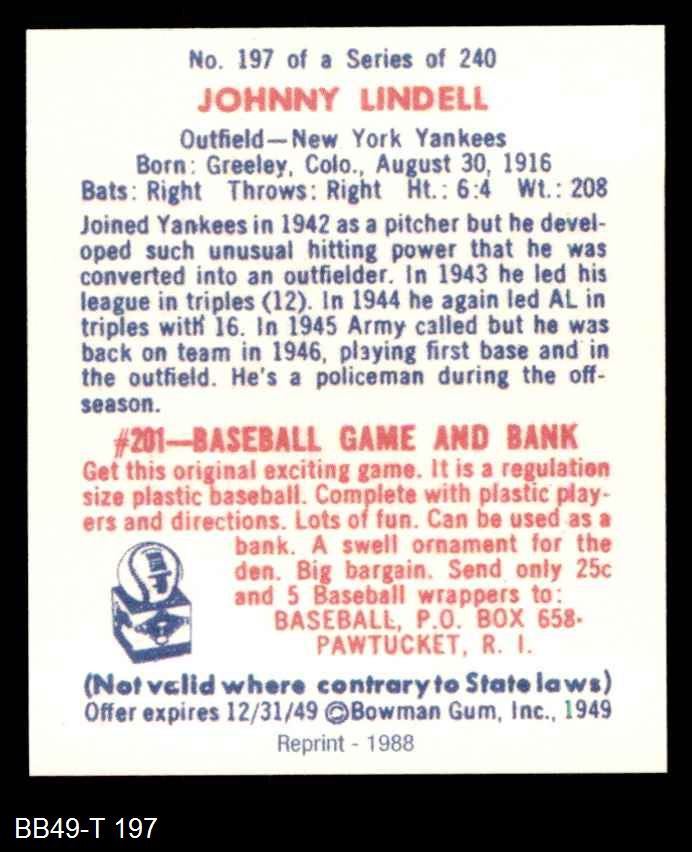 No. 197 of a Series of 240
JOHNNY LINDELL
Outfield—New York Yankees
Born: Greeley, Colo., August 30, 1916
Bats: Right Throws: Right Ht.: 6:4 Wt.: 208
Joined Yankees in 1942 as a pitcher but he devel-
oped such unusual hitting power that he was
converted into an outfielder. In 1943 he led his
league in triples (12). In 1944 he again led AL in
triples with 16. In 1945 Army called but he was
back on team in 1946, playing first base and in
the outfield. He's a policeman during the off-
season.
#201—BASEBALL GAME AND BANK
Get this original exciting game. It is a regulation
size plastic baseball. Complete with plastic play-
ers and directions. Lots of fun. Can be used as a
bank. A swell ornament for the
den. Big bargain. Send only 25c
and 5 Baseball wrappers to:
BASEBALL, P.O. BOX 658-
PAWTUCKET, R. I.
(Not valid where contrary to State laws)
Offer expires 12/31/49 ©Bowman Gum, Inc., 1949
Reprint - 1988
BB49-T 197